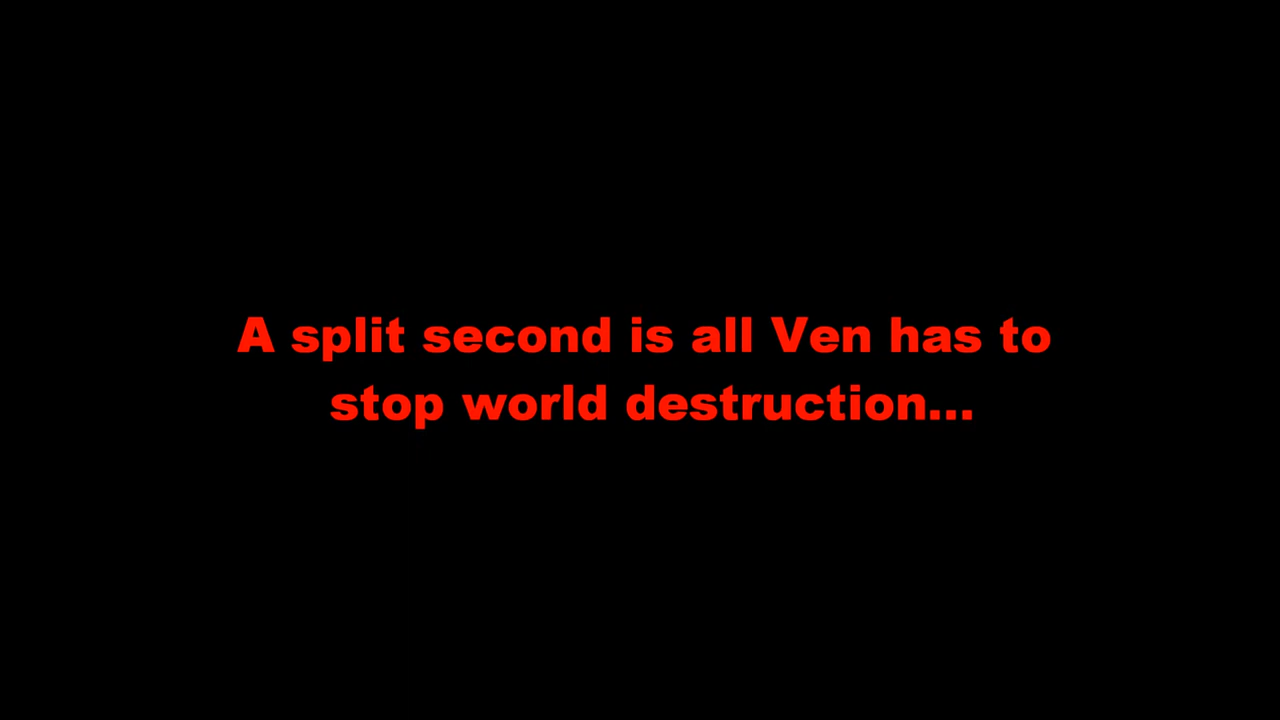 A split second is all Ven has to
stop world destruction...